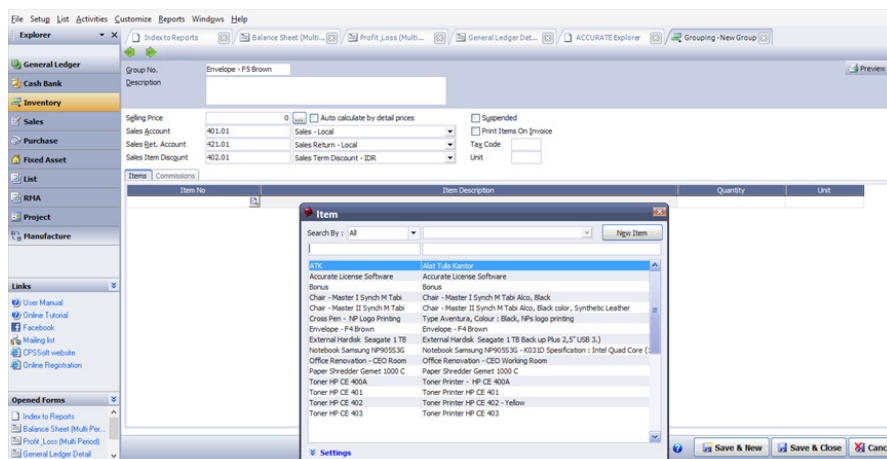 File Setup List Activities Customize Reports Windows Help
Explorer
Index to Reports Balance Sheet (Multi... Profit_Loss (Multi... General Ledger Det... ACCURATE Explorer Grouping - New Group
General Ledger
Cash Bank
Inventory
Sales
Purchase
Fixed Asset
List
RMA
Project
Manufacture
Links
User Manual
Online Tutorial
Facebook
Mailing list
CPSSoft website
Online Registration
Opened Forms
Index to Reports
Balance Sheet (Multi Per...
Profit_Loss (Multi Period)
General Ledger Detail
Group No. Envelope - F5 Brown
Preview
Description
Selling Price 0 ... Auto calculate by detail prices Suspended
Sales Account 401.01 Sales - Local Print Items On Invoice
Sales Ret. Account 421.01 Sales Return - Local Tax Code
Sales Item Discount 402.01 Sales Term Discount - IDR Unit
Items Commissions
Item No Item Description Quantity Unit
Item
Search By : All New Item
ATK Alat Tulis Kantor
Accurate License Software Accurate License Software
Bonus Bonus
Chair - Master I Synch M Tabi Chair - Master I Synch M Tabi Alco, Black
Chair - Master II Synch M Tabi Chair - Master II Synch M Tabi Alco, Black color, Synthetic Leather
Cross Pen - NP Logo Printing Type Aventura, Colour : Black, NPs logo printing
Envelope - F4 Brown Envelope - F4 Brown
External Hardisk Seagate 1 TB External Hardisk Seagate 1 TB Back up Plus 2,5" USB 3.)
Notebook Samsung NP905S3G Notebook Samsung NP905S3G - K031D Spesification : Intel Quad Core (
Office Renovation - CEO Room Office Renovation - CEO Working Room
Paper Shredder Gemet 1000 C Paper Shredder Gemet 1000 C
Toner HP CE 400A Toner Printer - HP CE 400A
Toner HP CE 401 Toner Printer HP CE 401
Toner HP CE 402 Toner Printer HP CE 402 - Yellow
Toner HP CE 403 Toner Printer HP CE 403
Settings
Save & New Save & Close Canc